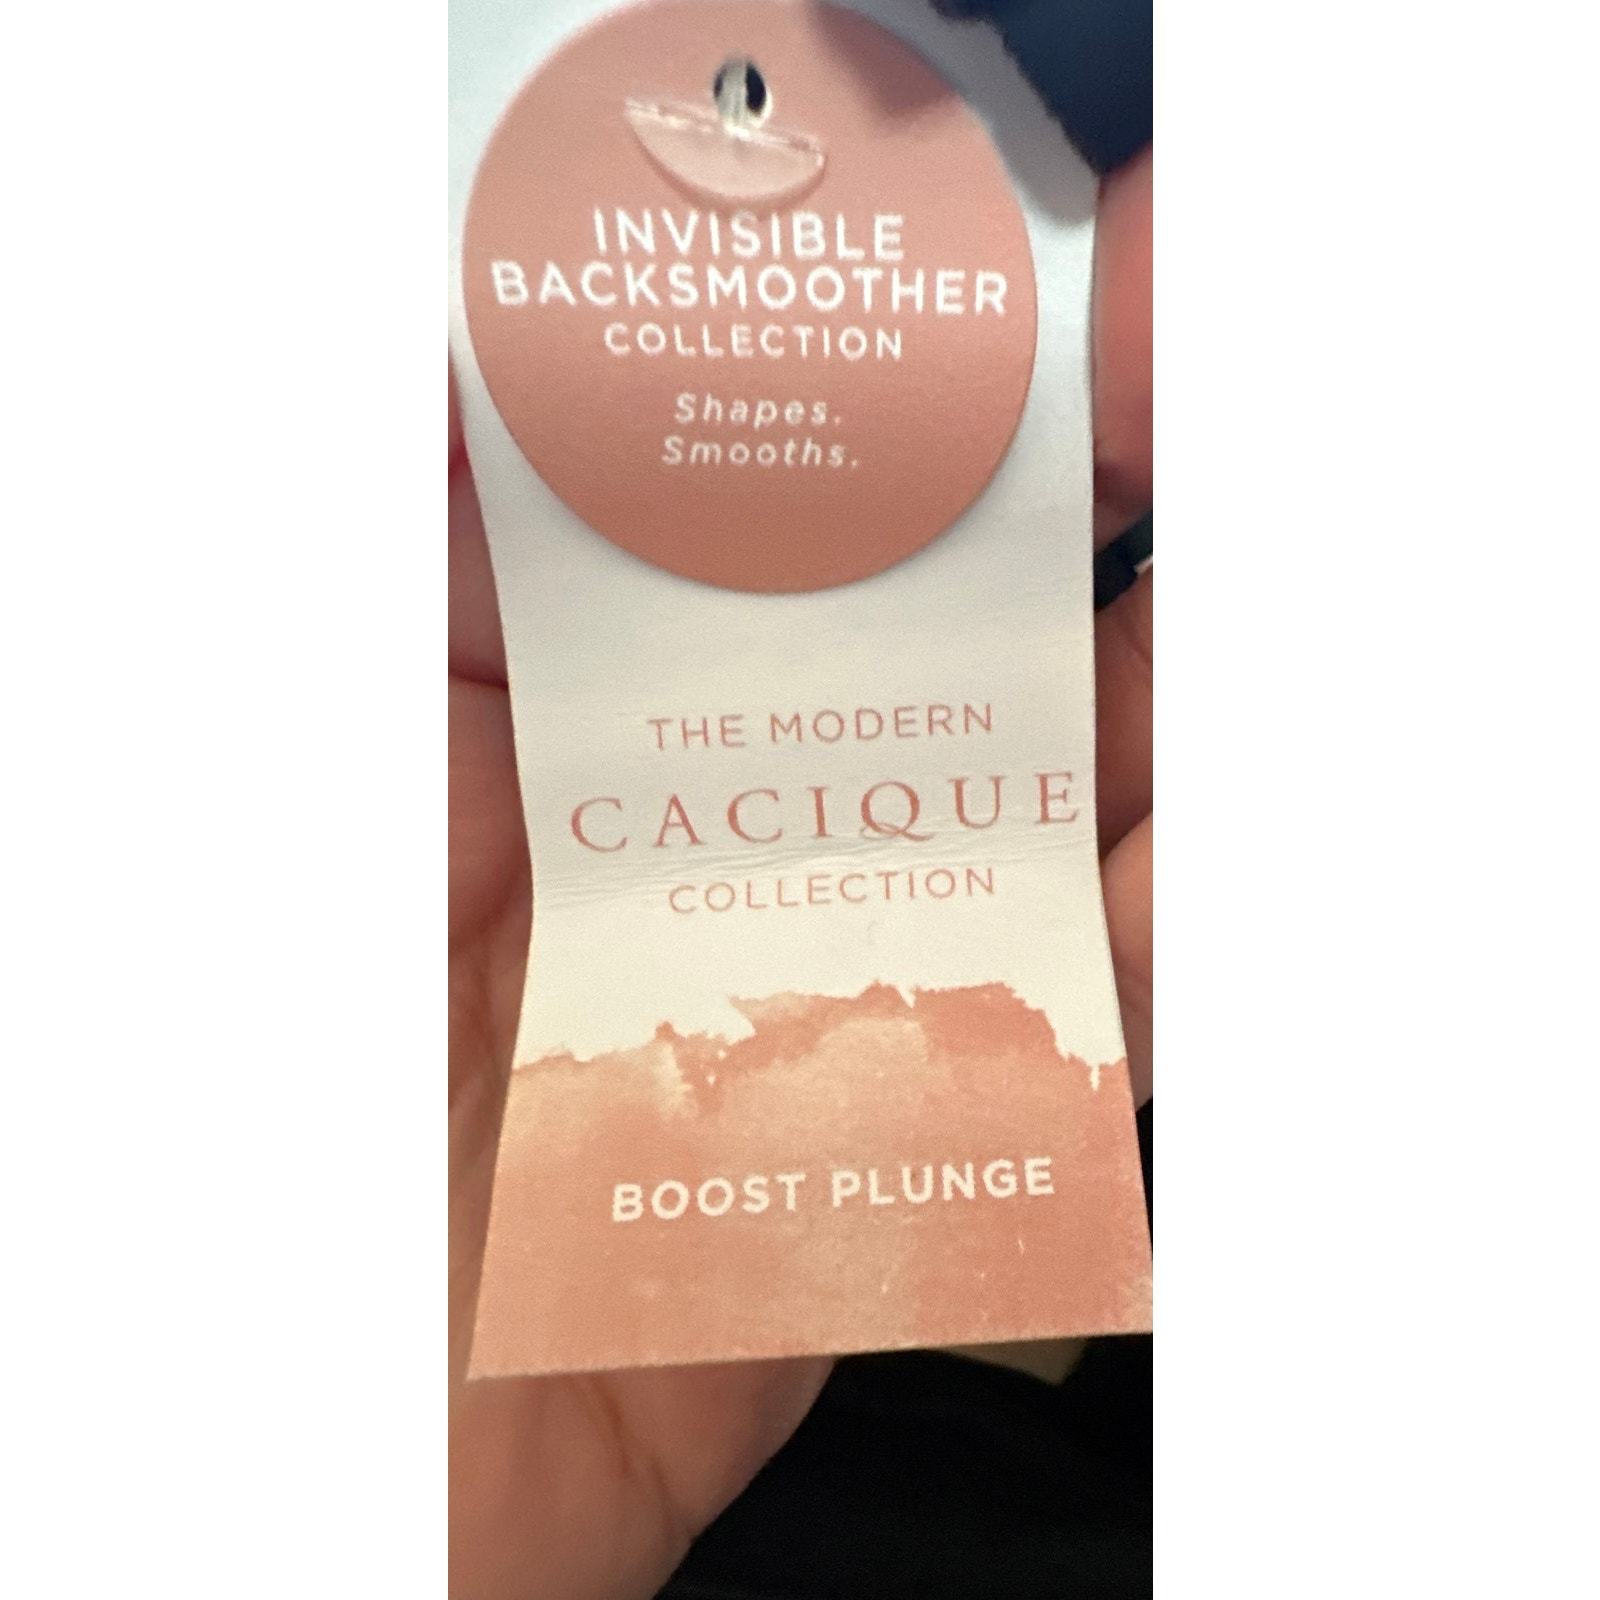 INVISIBLE
BACKSMOOTHER
COLLECTION
Shapes.
Smooths.
THE MODERN
CACIQUE
COLLECTION
BOOST PLUNGE